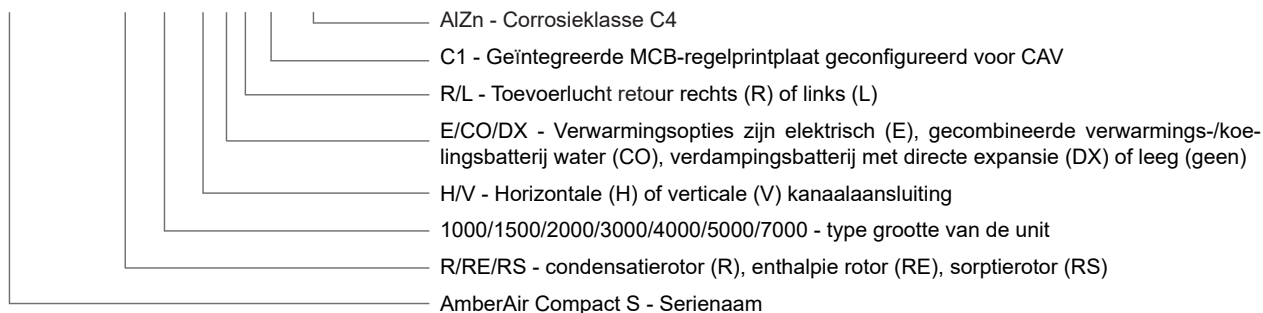 AlZn - Corrosieklasse C4
C1 - Geïntegreerde MCB-regelprintplaat geconfigureerd voor CAV
R/L - Toevoerlucht retour rechts (R) of links (L)
E/CO/DX - Verwarmingsopties zijn elektrisch (E), gecombineerde verwarmings-/koe-
lingsbatterij water (CO), verdampingsbatterij met directe expansie (DX) of leeg (geen)
H/V - Horizontale (H) of verticale (V) kanaalaansluiting
1000/1500/2000/3000/4000/5000/7000 - type grootte van de unit
R/RE/RS - condensatierotor (R), enthalpie rotor (RE), sorptierotor (RS)
AmberAir Compact S - Serienaam